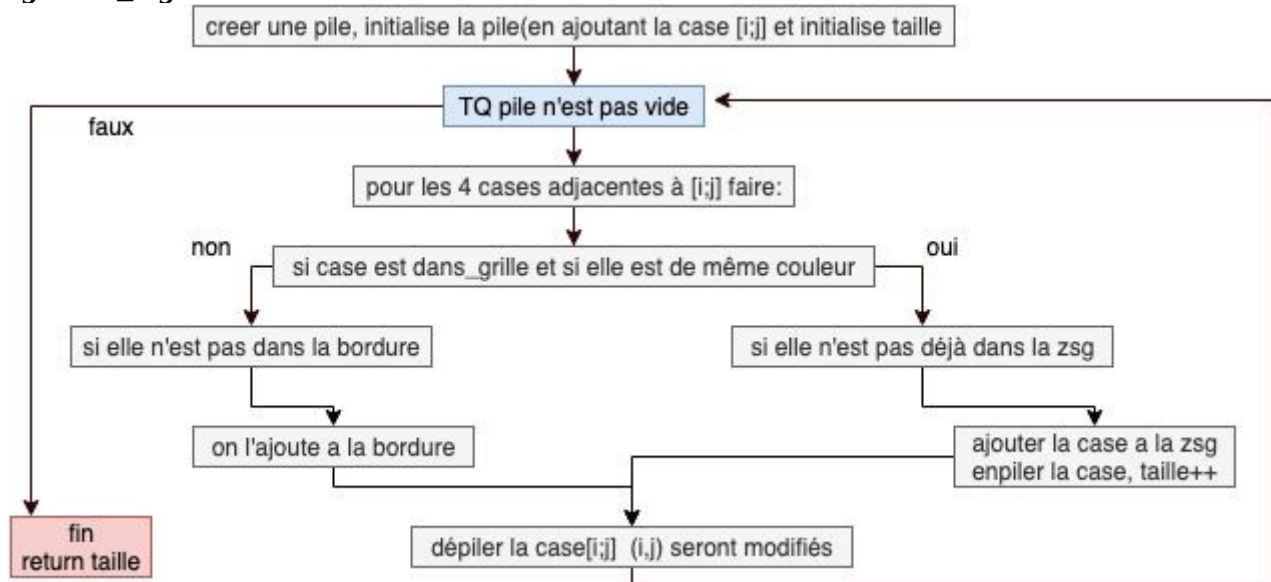 creer une pile, initialise la pile(en ajoutant la case [i;j] et initialise taille
TQ pile n'est pas vide
faux
pour les 4 cases adjacentes à [i;j] faire:
non
oui
si case est dans_grille et si elle est de même couleur
si elle n'est pas dans la bordure
si elle n'est pas déjà dans la zsg
on l'ajoute a la bordure
ajouter la case a la zsg
enpiler la case, taille++
fin
return taille
dépiler la case[i;j] (i,j) seront modifiés